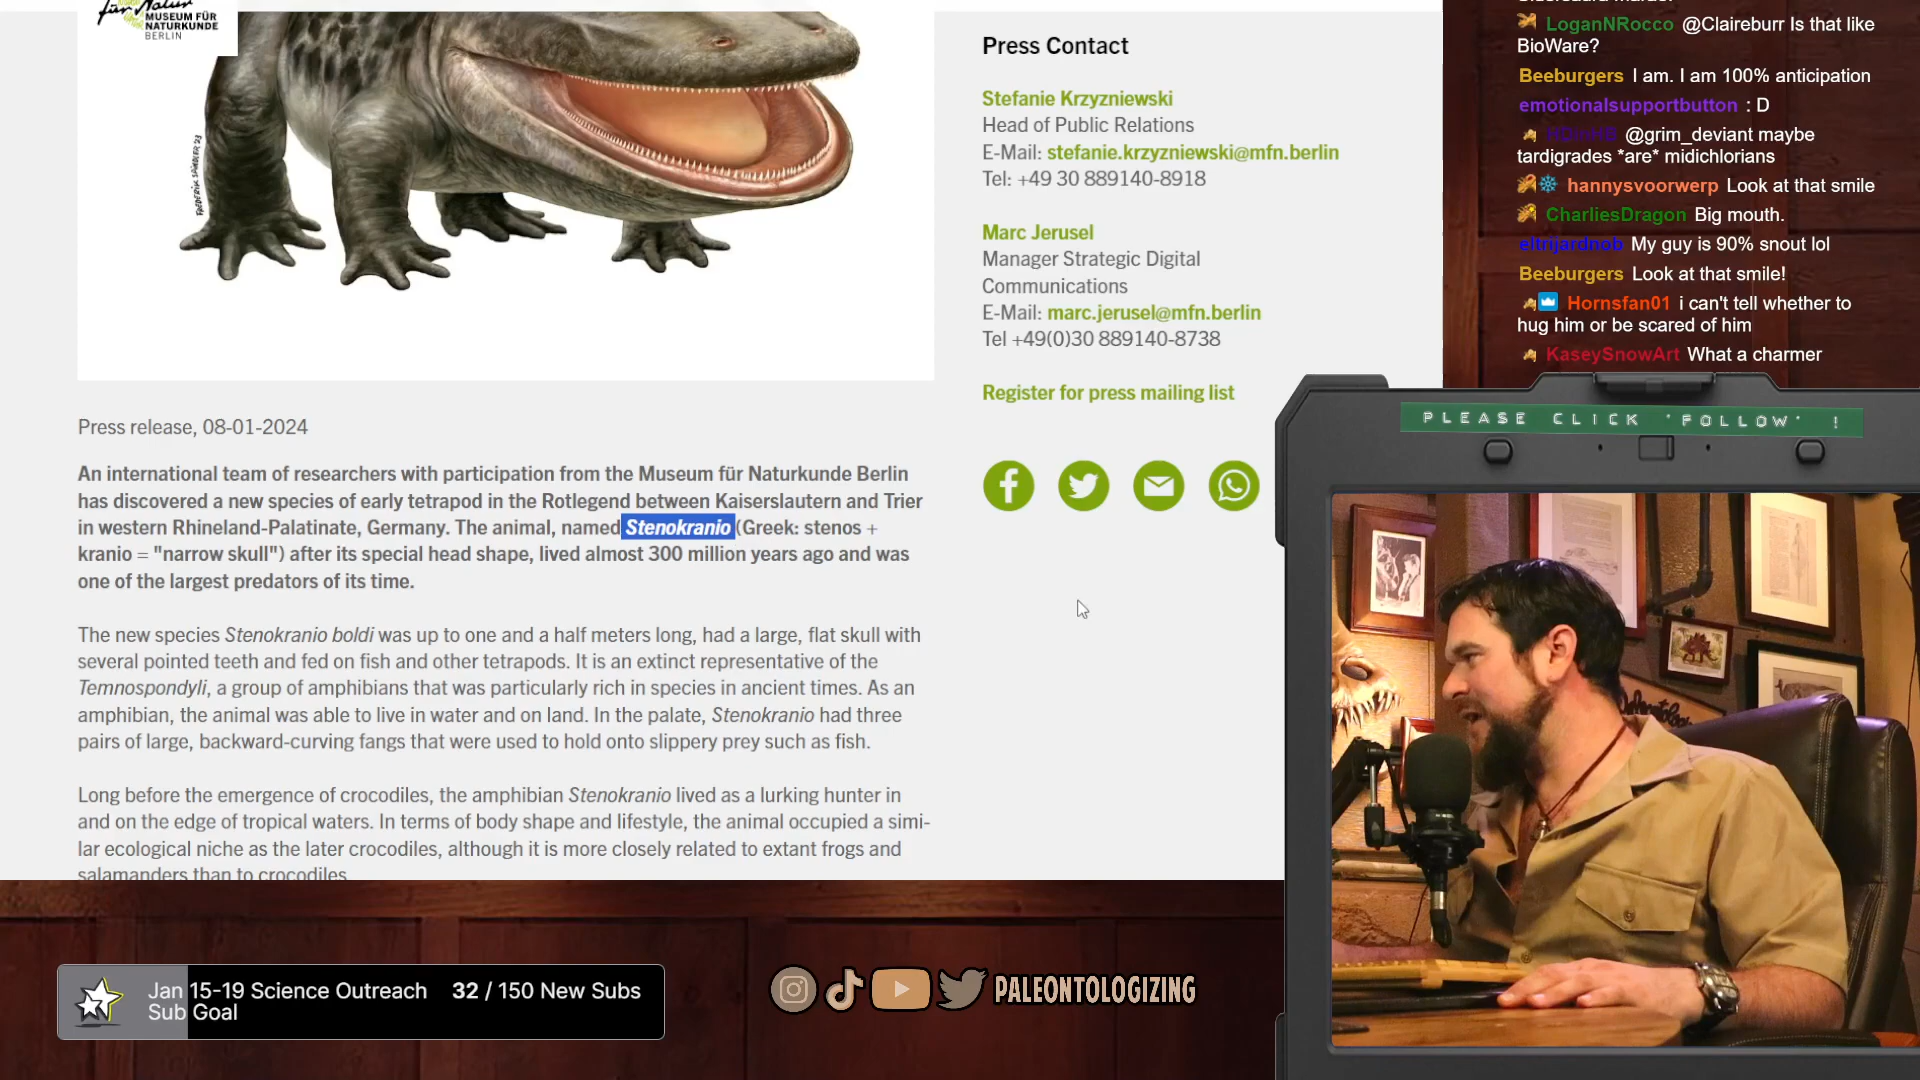 für Natur
MUSEUM FÜR
NATURKUNDE
BERLIN
FREDERIK SPINDLER '23
Press release, 08-01-2024
An international team of researchers with participation from the Museum für Naturkunde Berlin
has discovered a new species of early tetrapod in the Rotlegend between Kaiserslautern and Trier
in western Rhineland-Palatinate, Germany. The animal, named Stenokranio (Greek: stenos +
kranio = "narrow skull") after its special head shape, lived almost 300 million years ago and was
one of the largest predators of its time.
The new species Stenokranio boldi was up to one and a half meters long, had a large, flat skull with
several pointed teeth and fed on fish and other tetrapods. It is an extinct representative of the
Temnospondyli, a group of amphibians that was particularly rich in species in ancient times. As an
amphibian, the animal was able to live in water and on land. In the palate, Stenokranio had three
pairs of large, backward-curving fangs that were used to hold onto slippery prey such as fish.
Long before the emergence of crocodiles, the amphibian Stenokranio lived as a lurking hunter in
and on the edge of tropical waters. In terms of body shape and lifestyle, the animal occupied a simi-
lar ecological niche as the later crocodiles, although it is more closely related to extant frogs and
salamanders than to crocodiles.
Press Contact
Stefanie Krzyzniewski
Head of Public Relations
E-Mail: stefanie.krzyzniewski@mfn.berlin
Tel: +49 30 889140-8918
Marc Jerusel
Manager Strategic Digital
Communications
E-Mail: marc.jerusel@mfn.berlin
Tel +49(0)30 889140-8738
Register for press mailing list
LoganNRocco @Claireburr Is that like
BioWare?
Beeburgers I am. I am 100% anticipation
emotionalsupportbutton : D
HDinHB @grim_deviant maybe
tardigrades *are* midichlorians
hannysvoorwerp Look at that smile
CharliesDragon Big mouth.
eltrijardnob My guy is 90% snout lol
Beeburgers Look at that smile!
Hornsfan01 i can't tell whether to
hug him or be scared of him
KaseySnowArt What a charmer
PLEASE CLICK 'FOLLOW' !
Jan 15-19 Science Outreach 32 / 150 New Subs
Sub Goal
PALEONTOLOGIZING